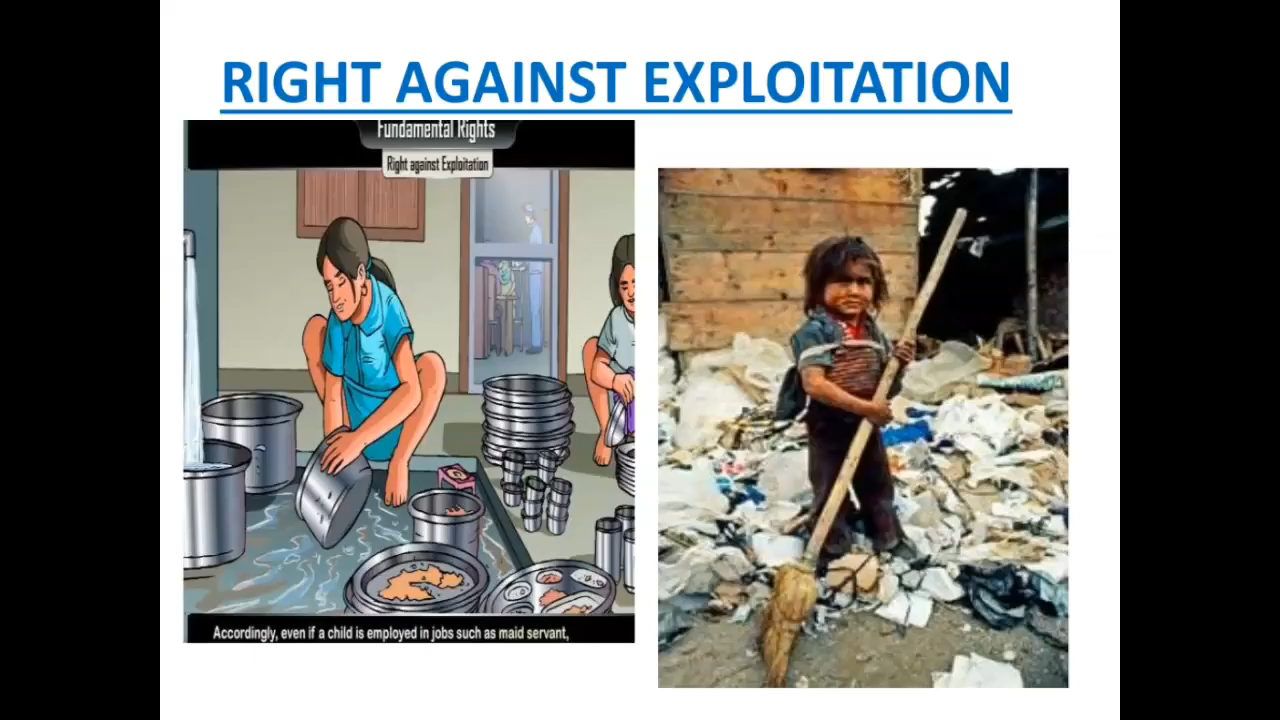 RIGHT AGAINST EXPLOITATION
Fundamental Rights
Right against Exploitation
Accordingly, even if a child is employed in jobs such as maid servant,